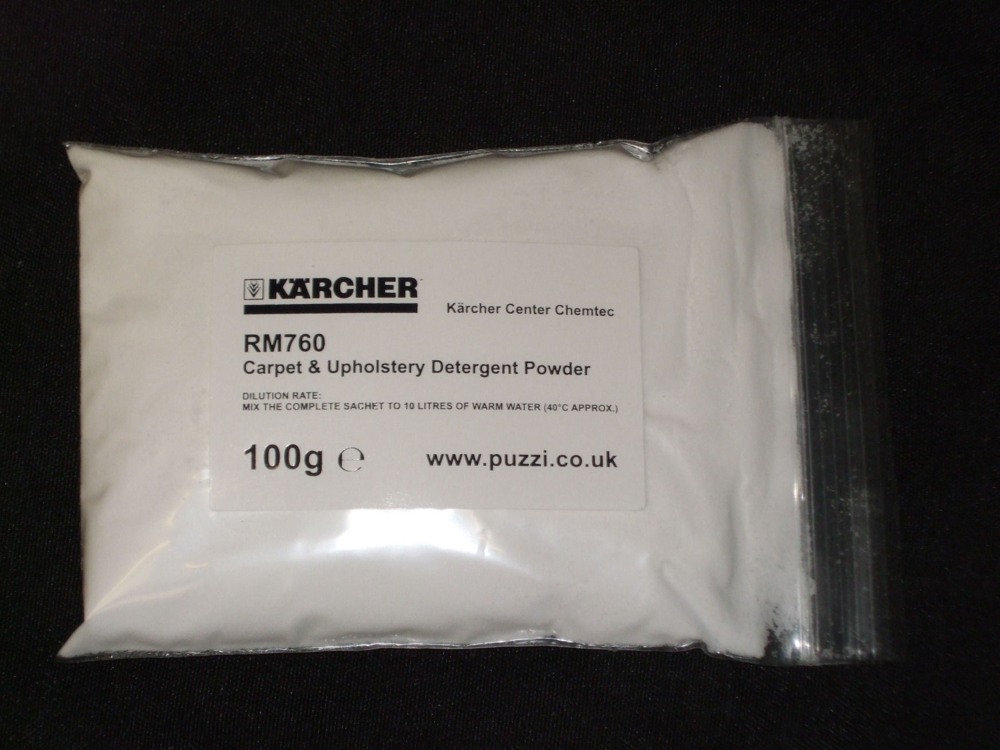 KÄRCHER
Kärcher Center Chemtec
RM760
Carpet & Upholstery Detergent Powder
DILUTION RATE:
MIX THE COMPLETE SACHET TO 10 LITRES OF WARM WATER (40°C APPROX.)
100g ℮
www.puzzi.co.uk